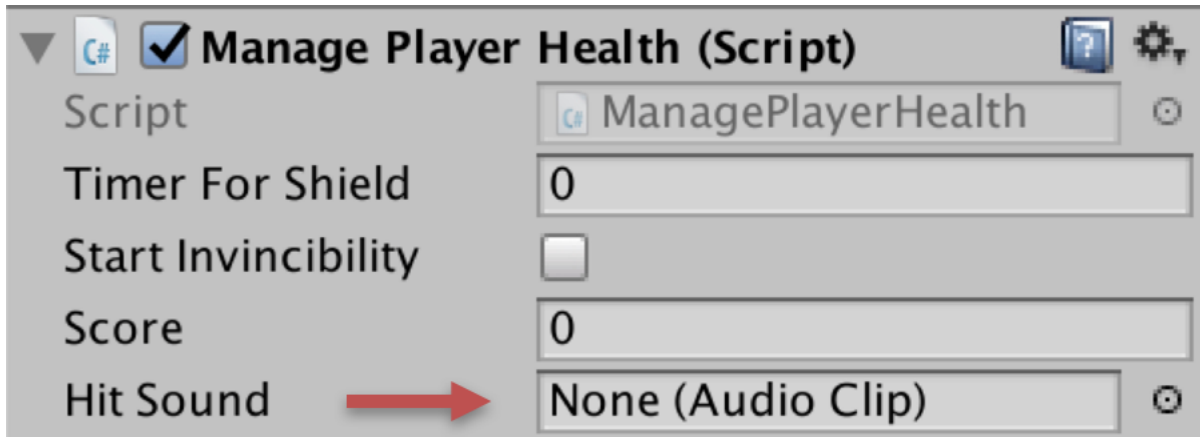 C# Manage Player Health (Script) ?
Script C# ManagePlayerHealth
Timer For Shield 0
Start Invincibility
Score 0
Hit Sound None (Audio Clip)